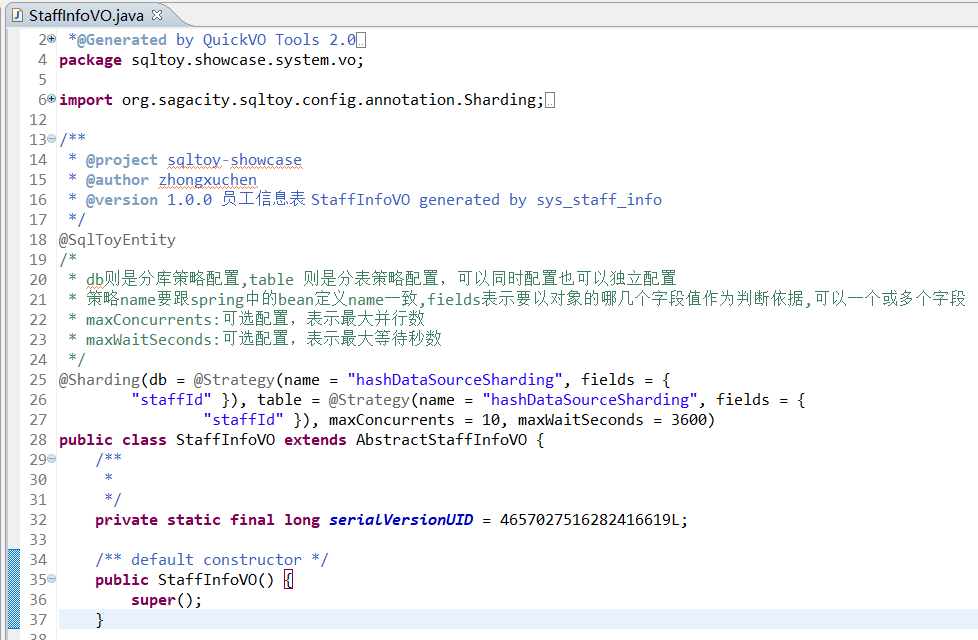 StaffInfoVO.java
2 *@Generated by QuickVO Tools 2.0
4 package sqltoy.showcase.system.vo;
5
6 import org.sagacity.sqltoy.config.annotation.Sharding;
12
13 /**
14  * @project sqltoy-showcase
15  * @author zhongxuchen
16  * @version 1.0.0 员工信息表 StaffInfoVO generated by sys_staff_info
17  */
18 @SqlToyEntity
19 /*
20  * db则是分库策略配置,table 则是分表策略配置，可以同时配置也可以独立配置
21  * 策略name要跟spring中的bean定义name一致,fields表示要以对象的哪几个字段值作为判断依据,可以一个或多个字段
22  * maxConcurrents:可选配置，表示最大并行数
23  * maxWaitSeconds:可选配置，表示最大等待秒数
24  */
25 @Sharding(db = @Strategy(name = "hashDataSourceSharding", fields = {
26         "staffId" }), table = @Strategy(name = "hashDataSourceSharding", fields = {
27                 "staffId" }), maxConcurrents = 10, maxWaitSeconds = 3600)
28 public class StaffInfoVO extends AbstractStaffInfoVO {
29     /**
30      *
31      */
32     private static final long serialVersionUID = 4657027516282416619L;
33
34     /** default constructor */
35     public StaffInfoVO() {
36         super();
37     }
38